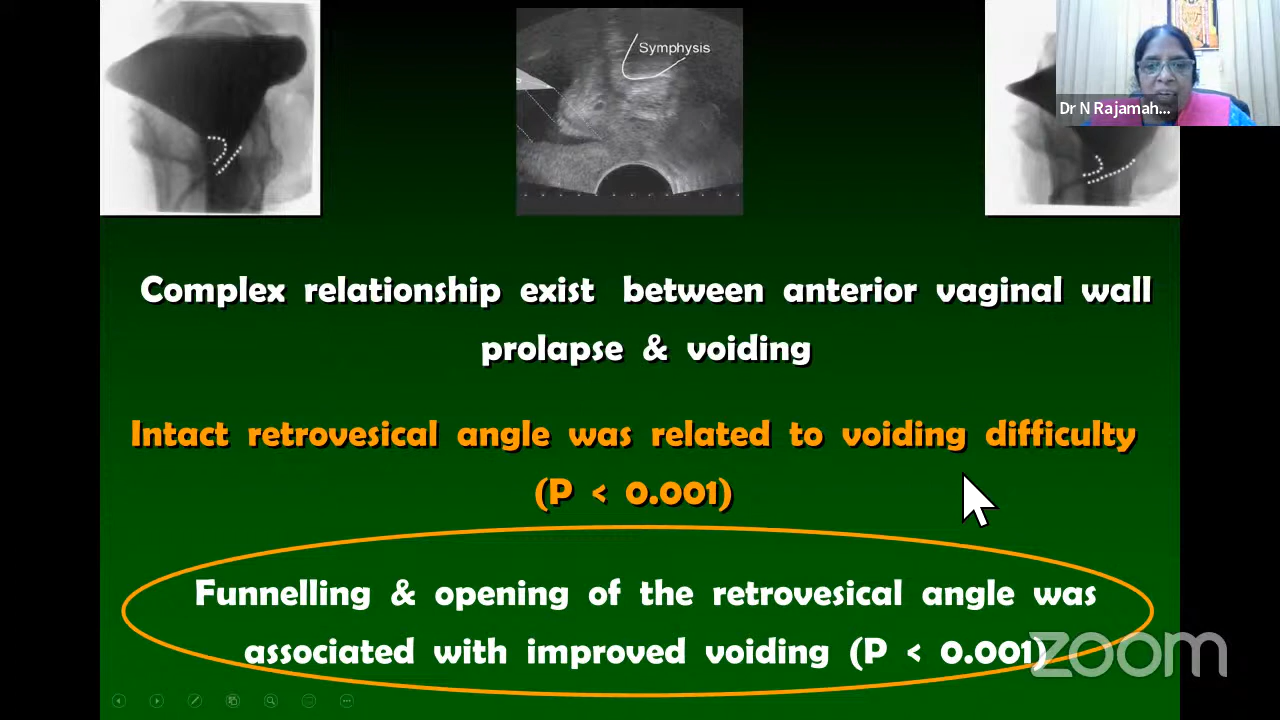 Symphysis
Dr N Rajamah...
Complex relationship exist between anterior vaginal wall
prolapse & voiding
Intact retrovesical angle was related to voiding difficulty
(P < 0.001)
Funnelling & opening of the retrovesical angle was
associated with improved voiding (P < 0.001)
zoom